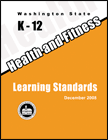 Washington State
K - 12
Health and Fitness
Learning Standards
December 2008